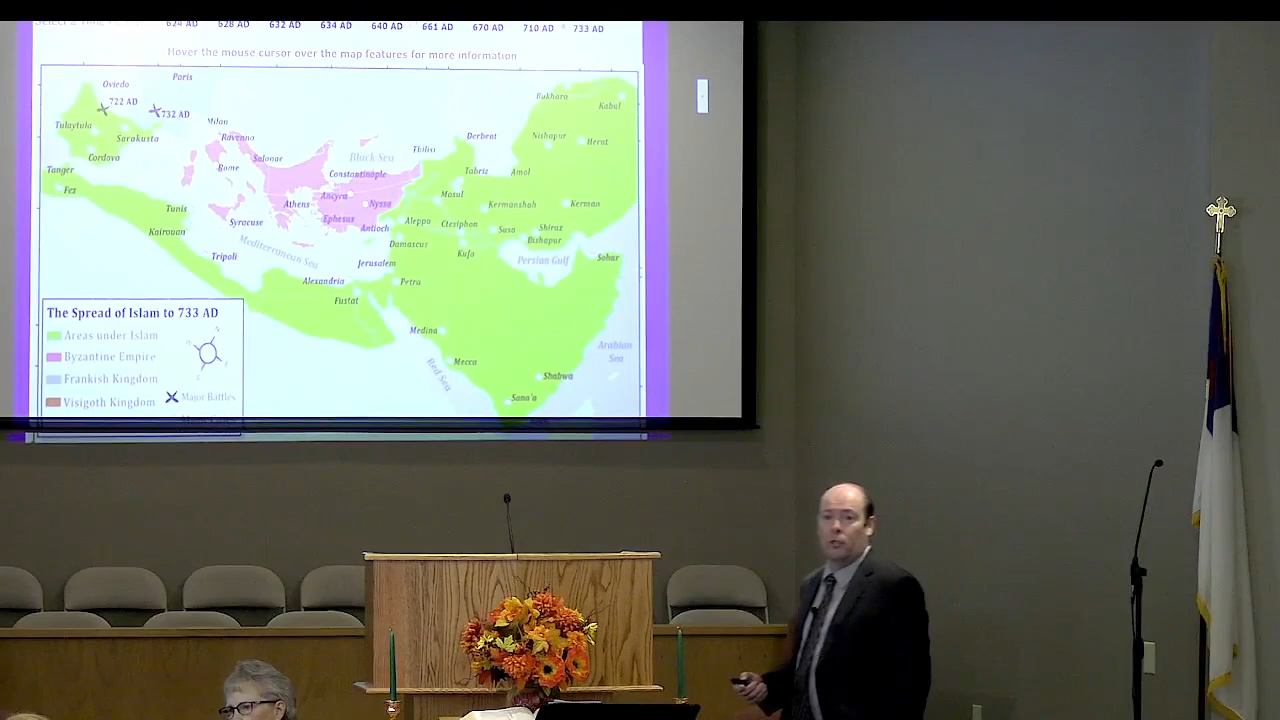 624 AD 628 AD 632 AD 634 AD 640 AD 661 AD 670 AD 710 AD 733 AD
Hover the mouse cursor over the map features for more information
Paris
Oviedo
722 AD
732 AD
Milan
Tulaytula
Sarakusta
Ravenna
Cordova
Salonae
Rome
Tanger
Fez
Tunis
Kairouan
Syracuse
Tripoli
Mediterranean Sea
Black Sea
Constantinople
Athens
Ancyra
Nyssa
Ephesus
Antioch
Tbilisi
Derbent
Bukhara
Kabal
Nishapur
Herat
Tabriz
Amol
Mosul
Kermanshah
Kerman
Aleppo
Ctesiphon
Susa
Shiraz
Bishapur
Damascus
Kufa
Persian Gulf
Sohar
Jerusalem
Alexandria
Petra
Fustat
Medina
Mecca
Red Sea
Arabian
Sea
Shabwa
Sana'a
The Spread of Islam to 733 AD
Areas under Islam
Byzantine Empire
Frankish Kingdom
Visigoth Kingdom
Major Battles